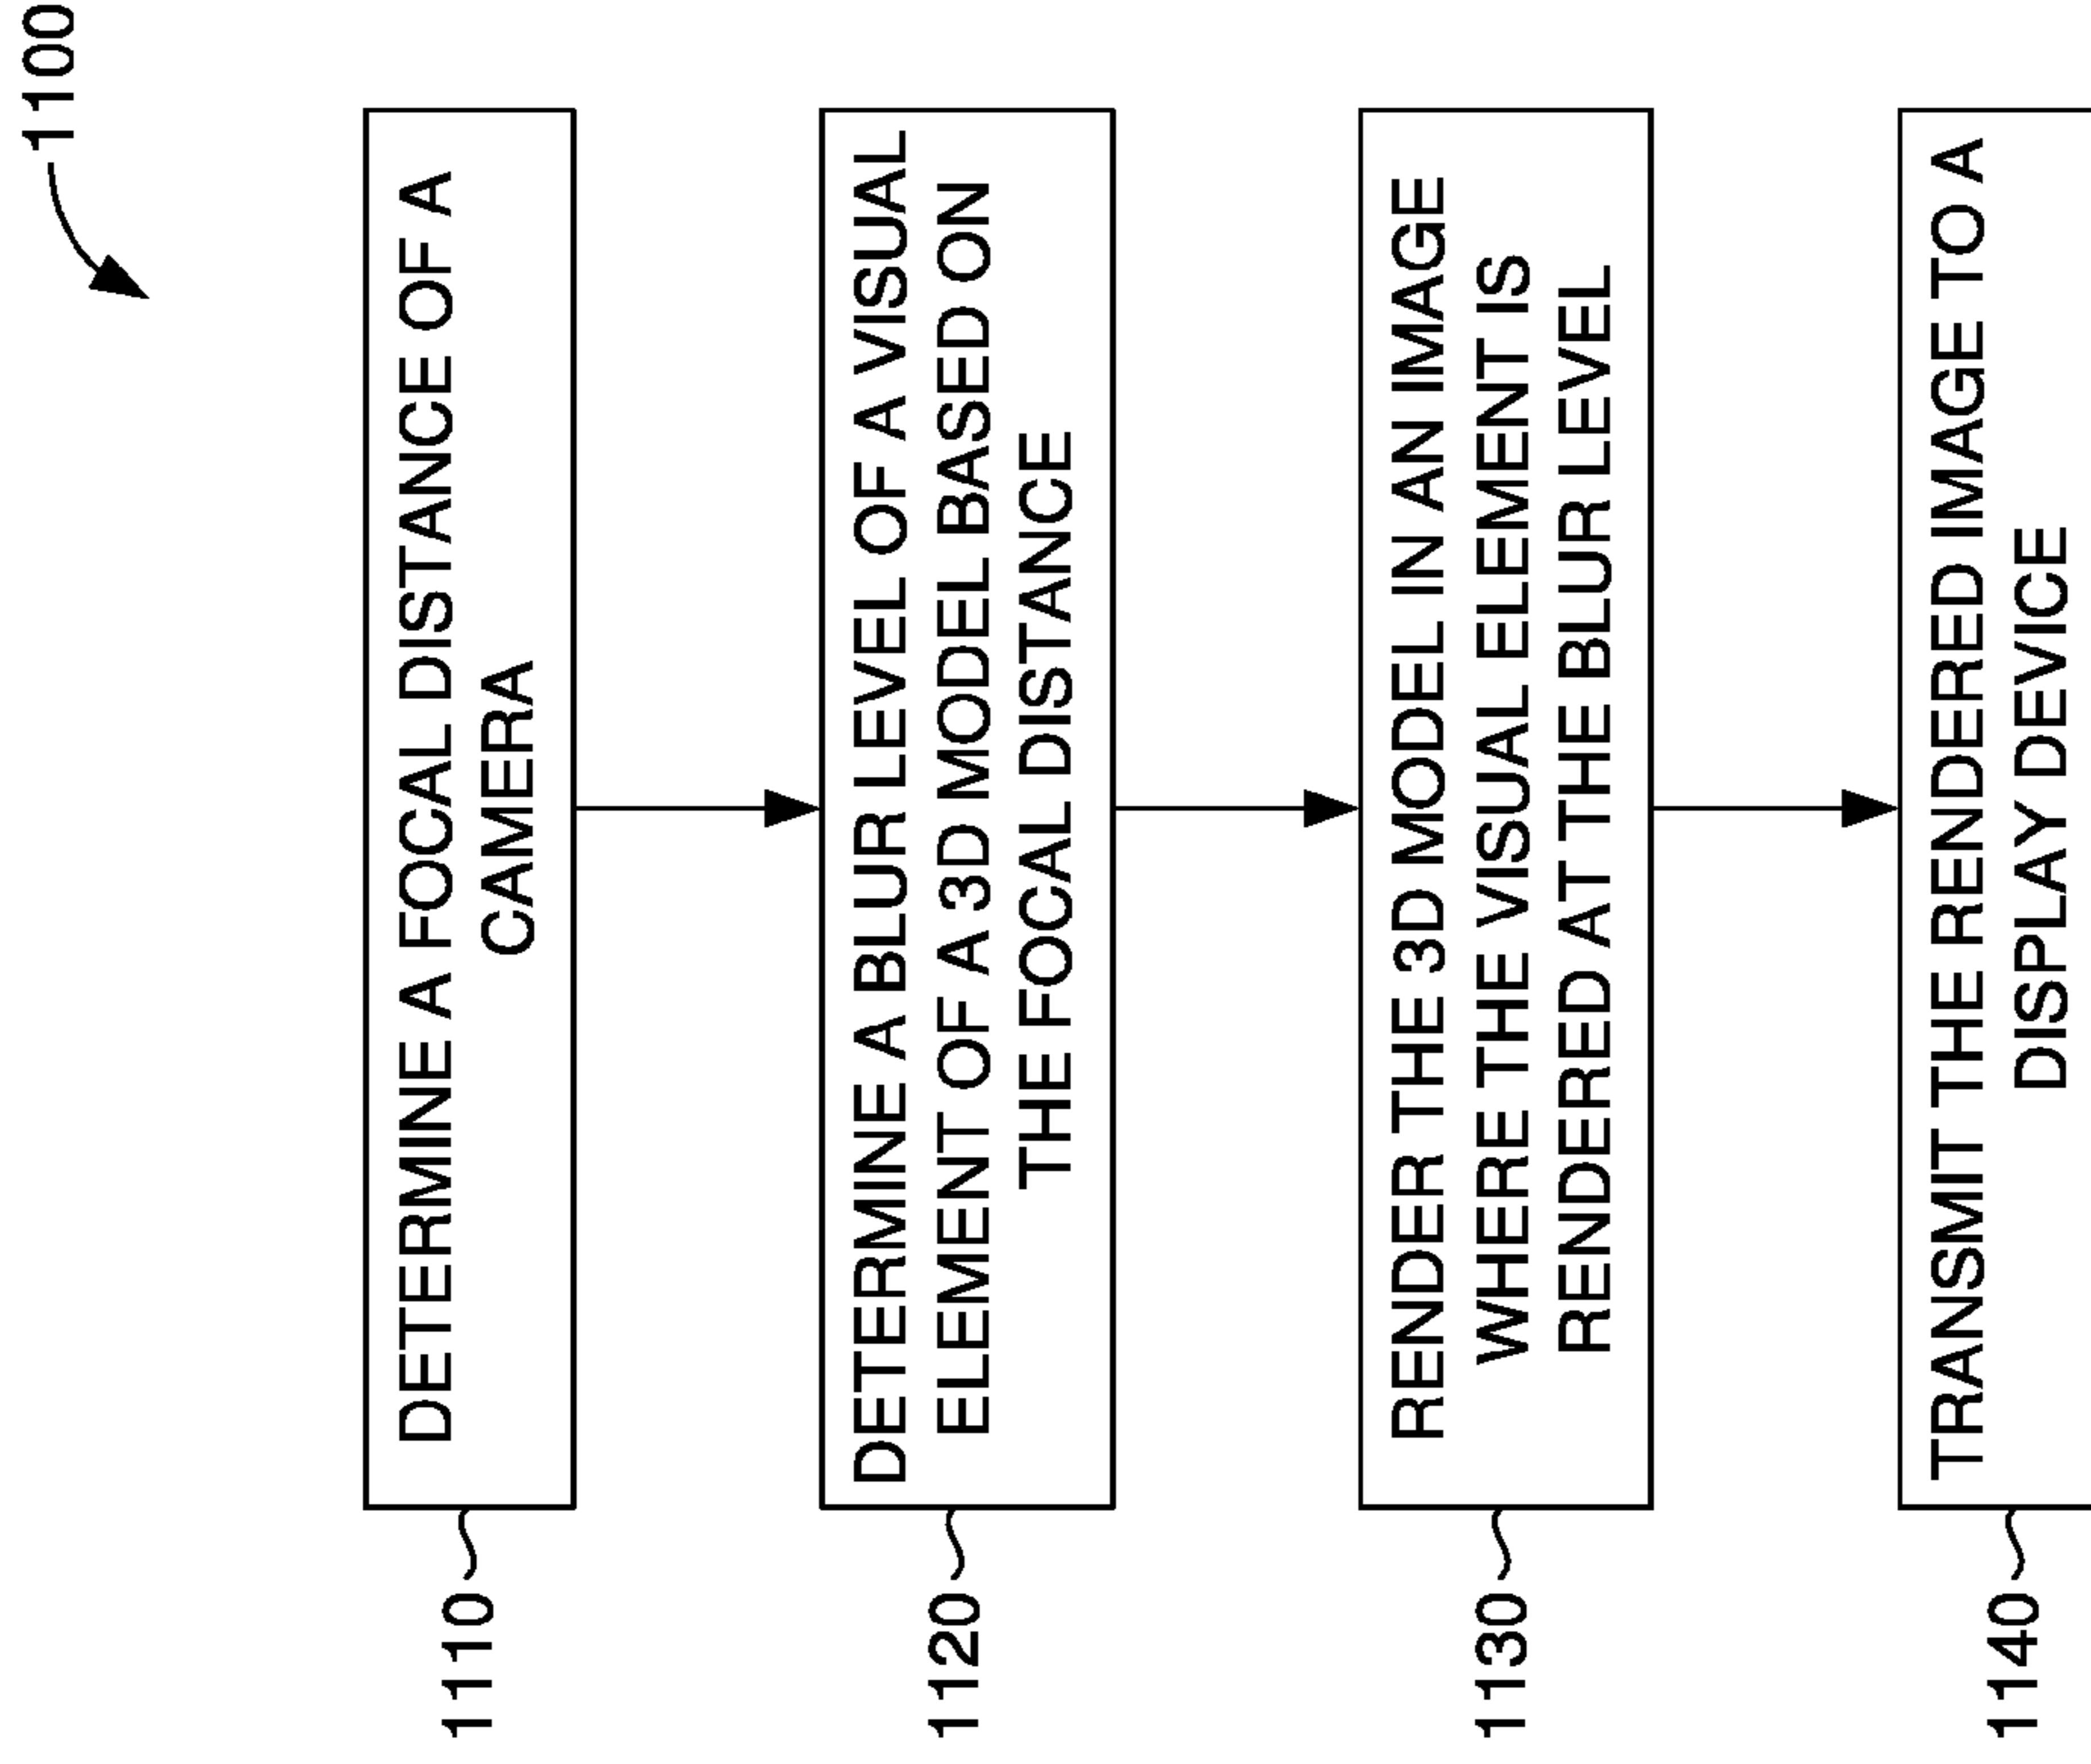 1100
1110
DETERMINE A FOCAL DISTANCE OF A
CAMERA
1120
DETERMINE A BLUR LEVEL OF A VISUAL
ELEMENT OF A 3D MODEL BASED ON
THE FOCAL DISTANCE
1130
RENDER THE 3D MODEL IN AN IMAGE
WHERE THE VISUAL ELEMENT IS
RENDERED AT THE BLUR LEVEL
1140
TRANSMIT THE RENDERED IMAGE TO A
DISPLAY DEVICE